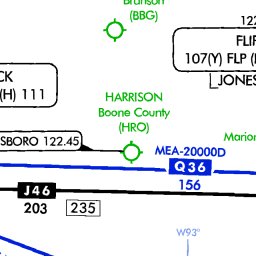 Branson
(BBG)
122
FLIP
107(Y) FLP (
JONES
CK
(H) 111
HARRISON
Boone County
(HRO)
SBORO 122.45
Marion
MEA-20000D
Q36
156
J46
203
235
W93°